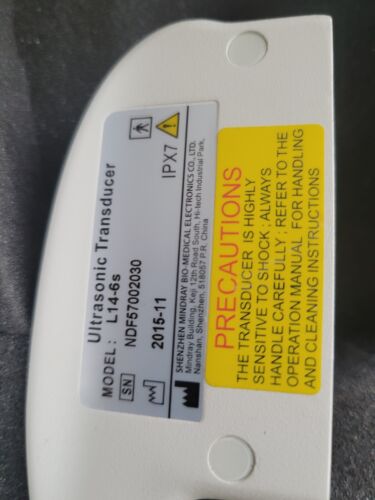 Ultrasonic Transducer
MODEL: L14-6s
SN NDF57002030
2015-11
IPX7
SHENZHEN MINDRAY BIO-MEDICAL ELECTRONICS CO., LTD.
Mindray Building, Keji 12th Road South, Hi-tech Industrial Park,
Nanshan, Shenzhen, 518057 P.R. China
PRECAUTIONS
THE TRANSDUCER IS HIGHLY
SENSITIVE TO SHOCK : ALWAYS
HANDLE CAREFULLY : REFER TO THE
OPERATION MANUAL FOR HANDLING
AND CLEANING INSTRUCTIONS